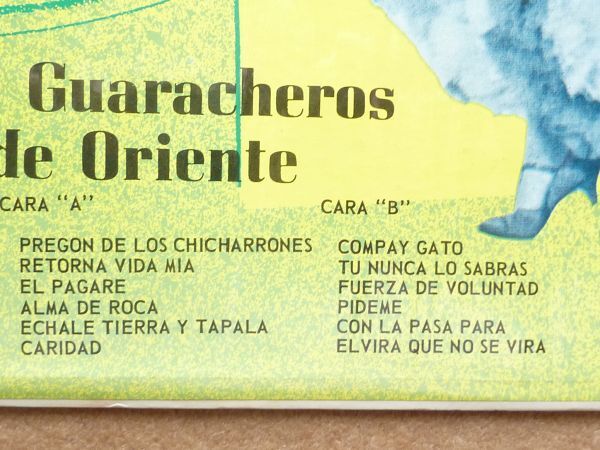 Guaracheros
de Oriente
CARA "A"
PREGON DE LOS CHICHARRONES
RETORNA VIDA MIA
EL PAGARE
ALMA DE ROCA
ECHALE TIERRA Y TAPALA
CARIDAD
CARA "B"
COMPAY GATO
TU NUNCA LO SABRAS
FUERZA DE VOLUNTAD
PIDEME
CON LA PASA PARA
ELVIRA QUE NO SE VIRA